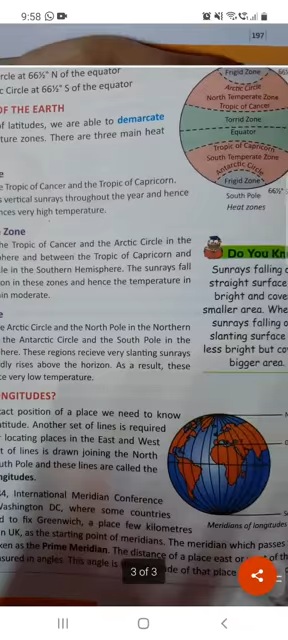 9:58
197
rcle at 66½° N of the equator
c Circle at 66½° S of the equator
OF THE EARTH
of latitudes, we are able to demarcate
ture zones. There are three main heat
e
e Tropic of Cancer and the Tropic of Capricorn.
s vertical sunrays throughout the year and hence
nces very high temperature.
Zone
he Tropic of Cancer and the Arctic Circle in the
phere and between the Tropic of Capricorn and
le in the Southern Hemisphere. The sunrays fall
on in these zones and hence the temperature in
in moderate.
e
e Arctic Circle and the North Pole in the Northern
the Antarctic Circle and the South Pole in the
here. These regions recieve very slanting sunrays
dly rises above the horizon. As a result, these
ce very low temperature.
Frigid Zone
66½
Arctic Circle
North Temperate Zone
Tropic of Cancer
Torrid Zone
Equator
Tropic of Capricorn
South Temperate Zone
Antarctic Circle
Frigid Zone
South Pole
66½°
Heat zones
Do You Kn
Sunrays falling o
straight surface
bright and cove
smaller area. Whe
sunrays falling o
slanting surface
less bright but co
bigger area.
ONGITUDES?
act position of a place we need to know
atitude. Another set of lines is required
locating places in the East and West
t of lines is drawn joining the North
uth Pole and these lines are called the
ngitudes.
Meridians of longitudes
34, International Meridian Conference
Washington DC, where some countries
d to fix Greenwich, a place few kilometres
n UK, as the starting point of meridians. The meridian which passes
ken as the Prime Meridian. The distance of a place east or west of th
sured in angles. This angle is
de of that place
3 of 3